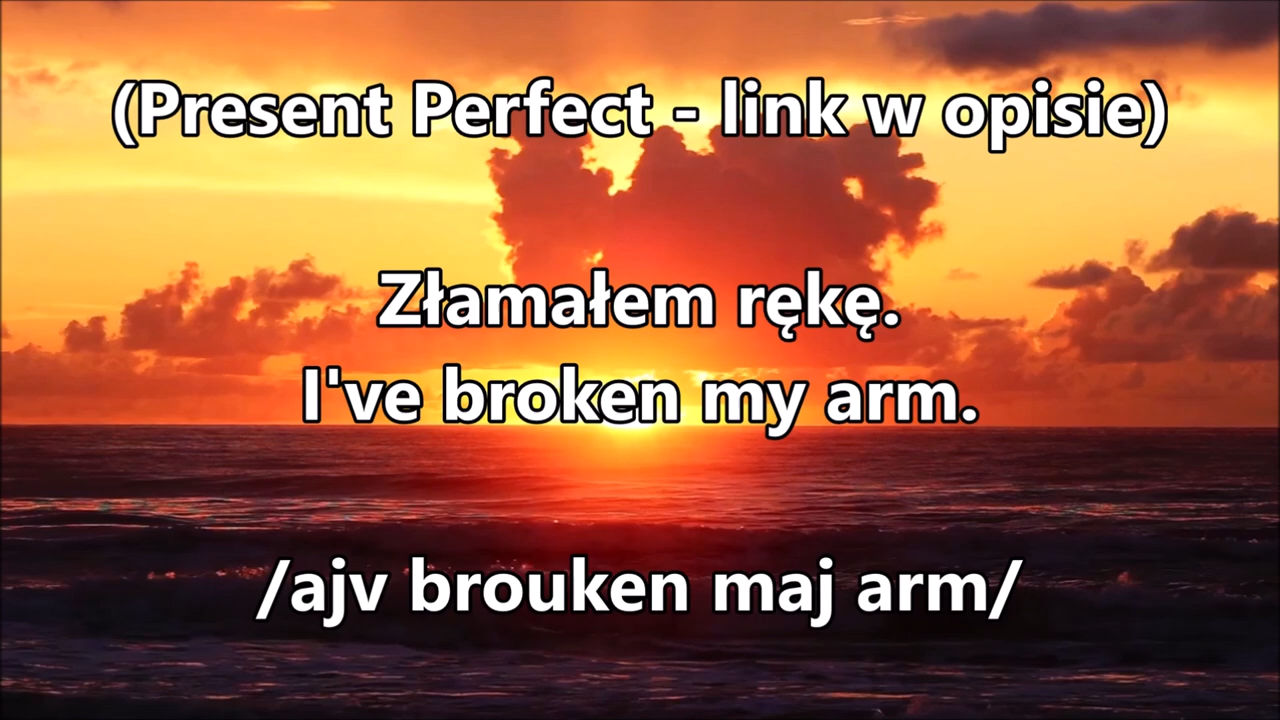 (Present Perfect - link w opisie)
Złamałem rękę.
I've broken my arm.
/ajv brouken maj arm/